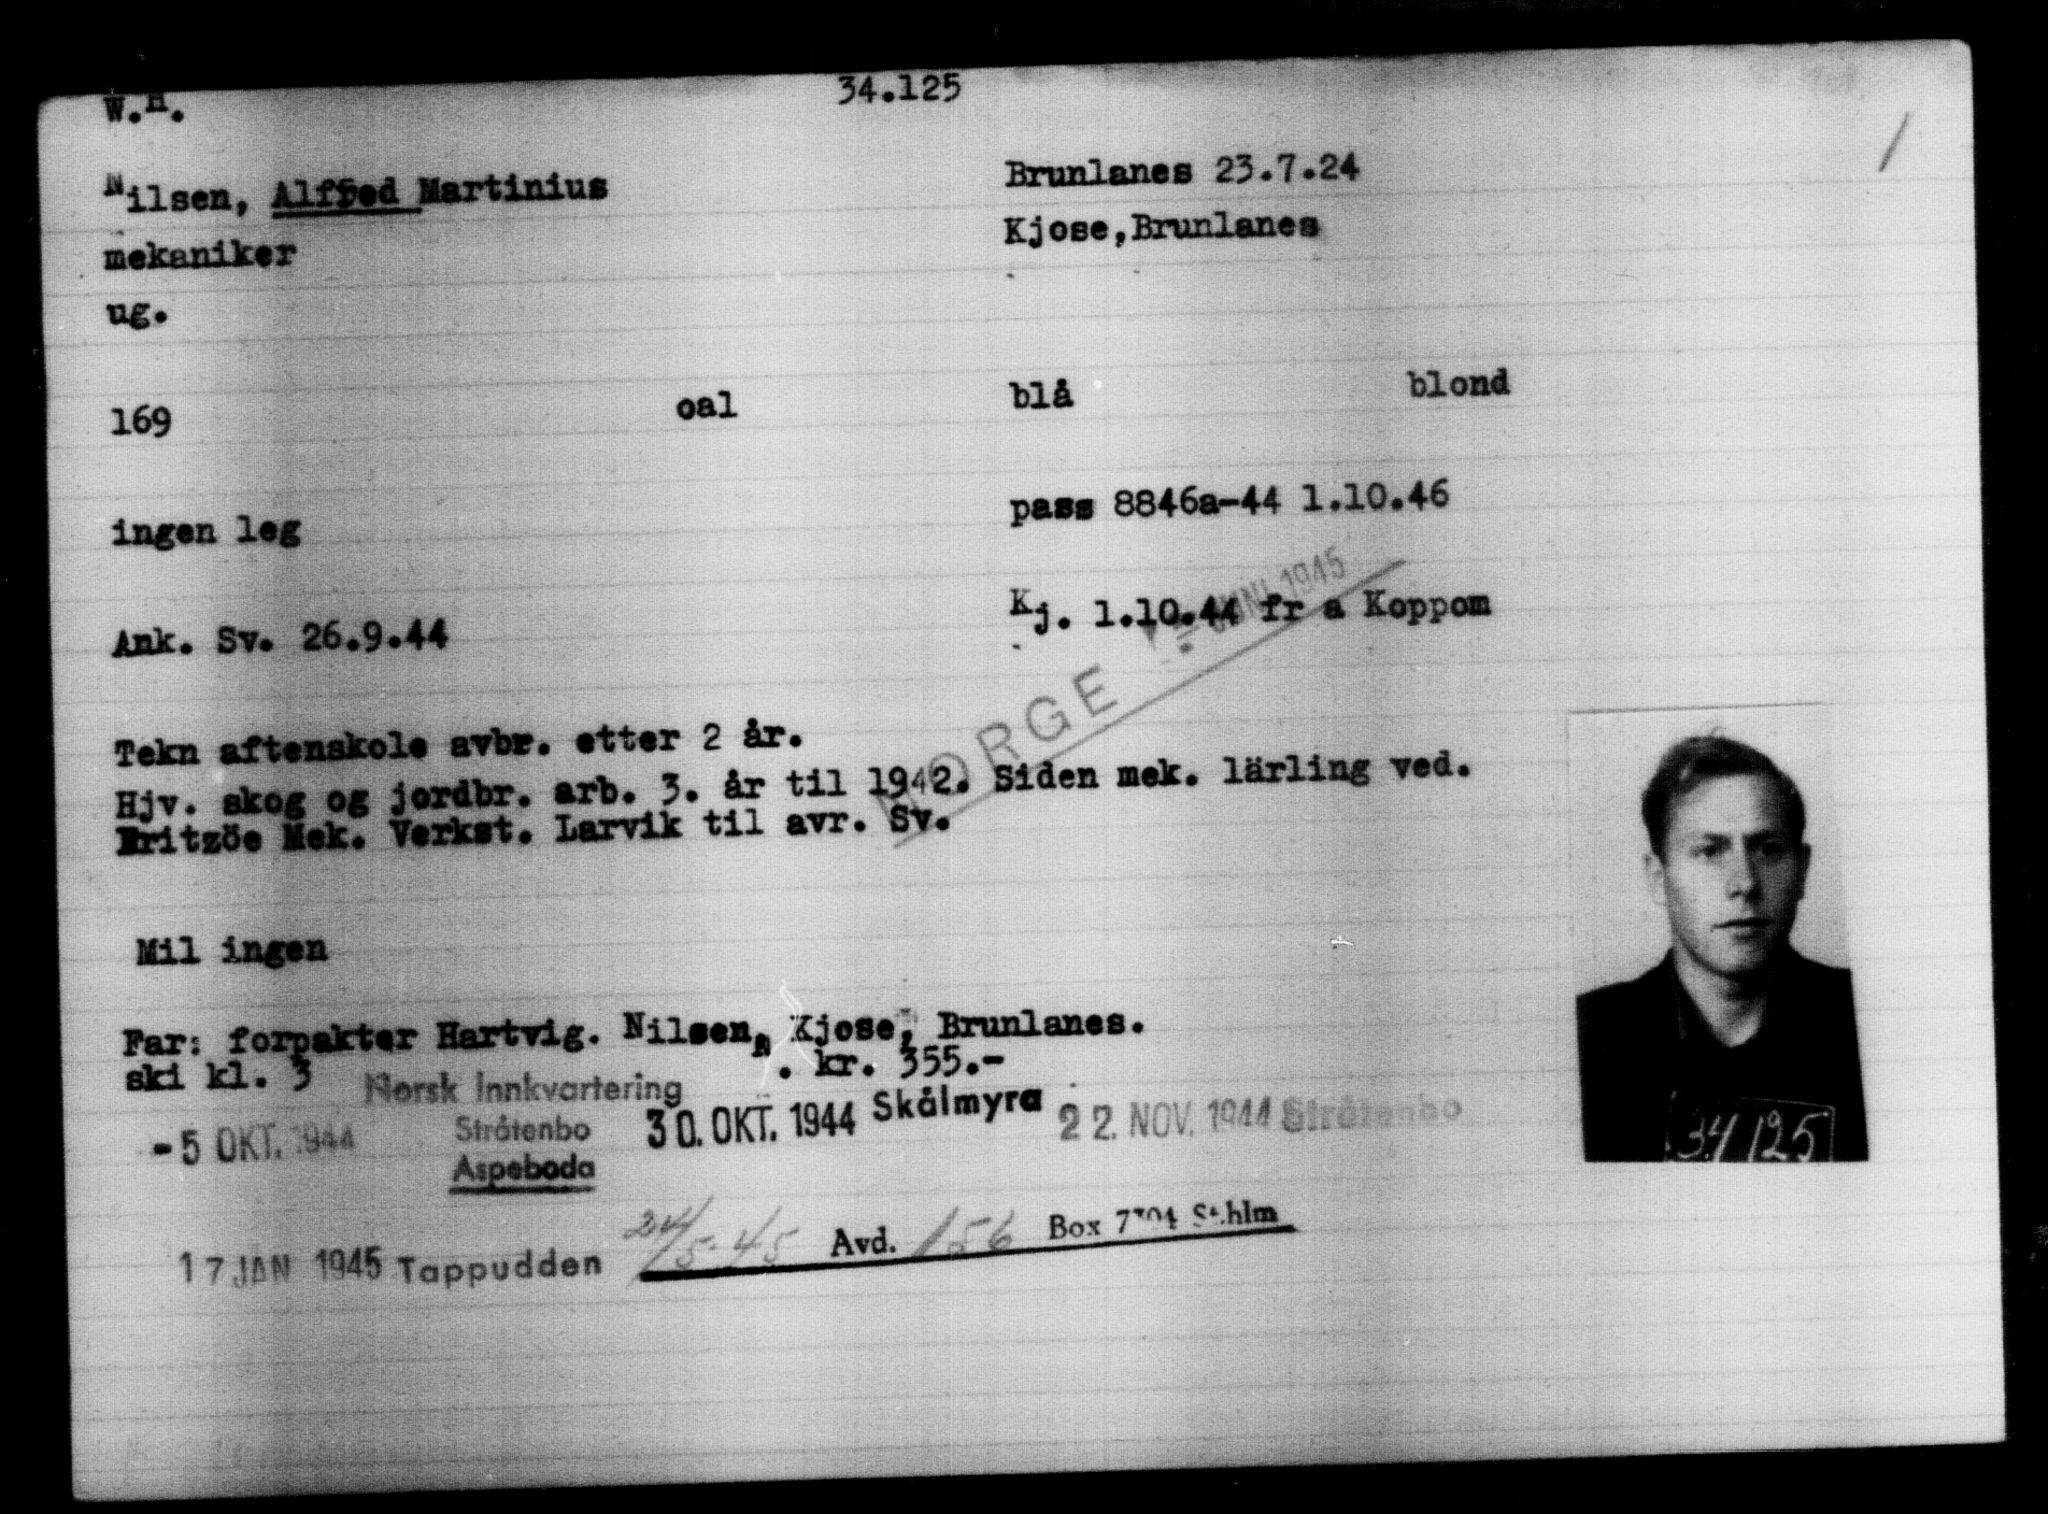 W.H. 34.125
Nilsen, Alfred Martinius Brunlanes 23.7.24
mekaniker Kjose,Brunlanes
ug.
169 oal blå blond
ingen leg pass 8846a-44 1.10.46
Ank. Sv. 26.9.44 Kj. 1.10.44 fr a Koppom
NORGE JUNI 1945
Tekn aftenskole avbr. etter 2 år.
Hjv. skog og jordbr. arb. 3. år til 1942. Siden mek. lärling ved.
Fritzöe Mek. Verkst. Larvik til avr. Sv.
Mil ingen
Far: forpakter Hartvig. Nilsen, Kjose, Brunlanes.
ski kl. 3 . kr. 355.-
Norsk Innkvartering
- 5 OKT. 1944 Stråtenbo 30. OKT. 1944 Skålmyra 22. NOV. 1944 Stråtenbo
Aspeboda
17 JAN 1945 Tappudden 24/5-45 Avd. 156 Box 7704 Sthlm
34125